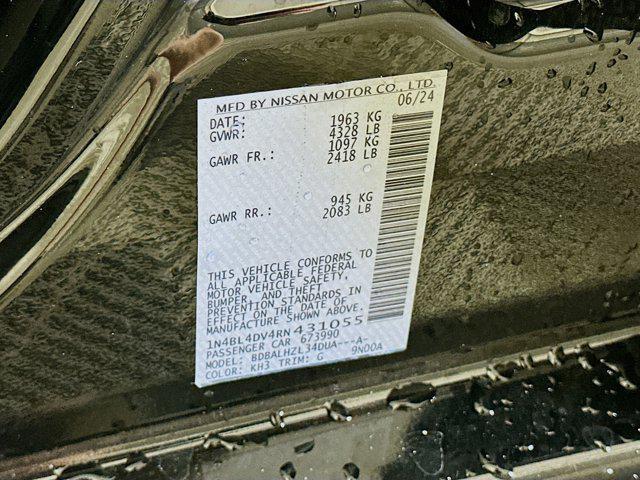 MFD BY NISSAN MOTOR CO., LTD.
DATE: 06/24
GVWR: 1963 KG
4328 LB
GAWR FR.: 1097 KG
2418 LB
GAWR RR.: 945 KG
2083 LB
THIS VEHICLE CONFORMS TO
ALL APPLICABLE FEDERAL
MOTOR VEHICLE SAFETY,
BUMPER, AND THEFT
PREVENTION STANDARDS IN
EFFECT ON THE DATE OF
MANUFACTURE SHOWN ABOVE.
1N4BL4DV4RN431055
PASSENGER CAR 673990
MODEL: BDBALHZL34DUA---A-
COLOR: KH3 TRIM: G 9N00A